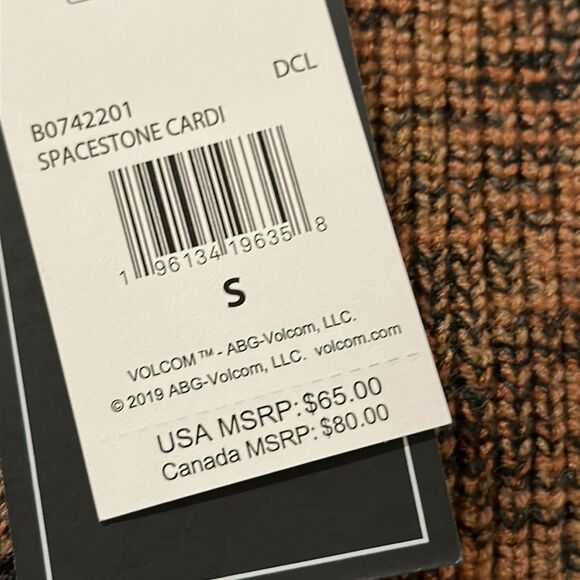 DCL
B0742201
SPACESTONE CARDI
1 96134 19635 8
S
VOLCOM™ - ABG-Volcom, LLC.
© 2019 ABG-Volcom, LLC. volcom.com
USA MSRP: $65.00
Canada MSRP: $80.00